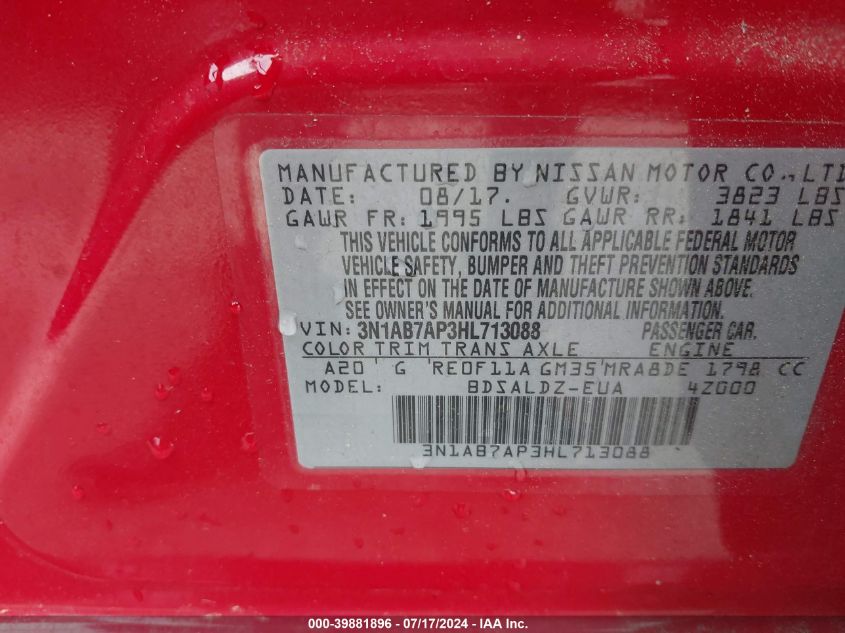 MANUFACTURED BY NISSAN MOTOR CO.,LTD
DATE: 08/17. GVWR: 3823 LBS
GAWR FR: 1995 LBS GAWR RR: 1841 LBS
THIS VEHICLE CONFORMS TO ALL APPLICABLE FEDERAL MOTOR
VEHICLE SAFETY, BUMPER AND THEFT PREVENTION STANDARDS
IN EFFECT ON THE DATE OF MANUFACTURE SHOWN ABOVE.
SEE OWNER'S MANUAL FOR ADDITIONAL INFORMATION.
VIN: 3N1AB7AP3HL713088 PASSENGER CAR.
COLOR TRIM TRANS AXLE ENGINE
A20 G RE0F11A GM35 MRA8DE 1798 CC
MODEL: BDSALDZ-EUA 4Z000
3N1AB7AP3HL713088
000-39881896 - 07/17/2024 - IAA Inc.